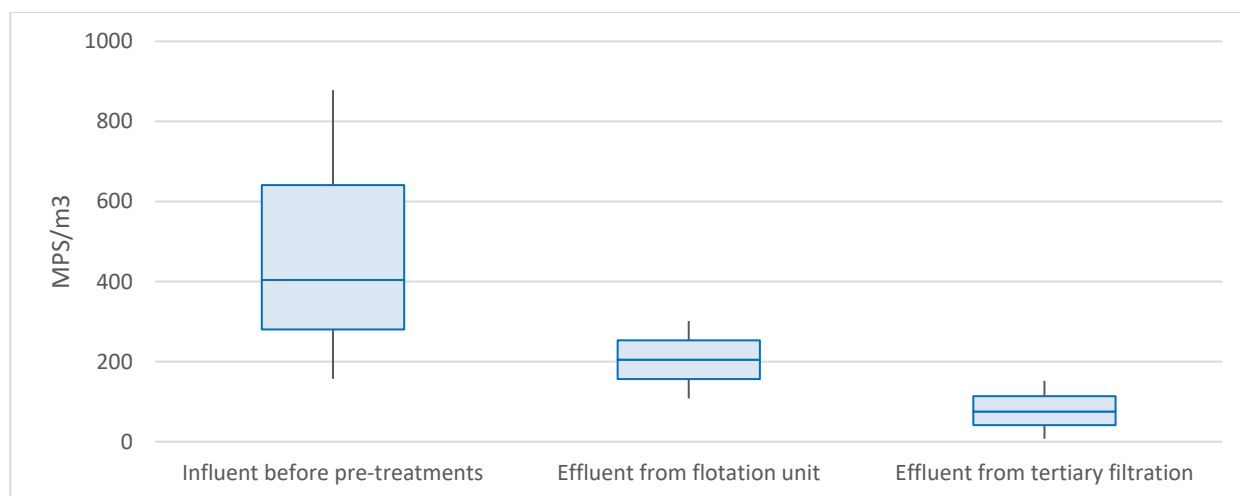 1000
800
600
400
200
0
MPS/m3
Influent before pre-treatments
Effluent from flotation unit
Effluent from tertiary filtration